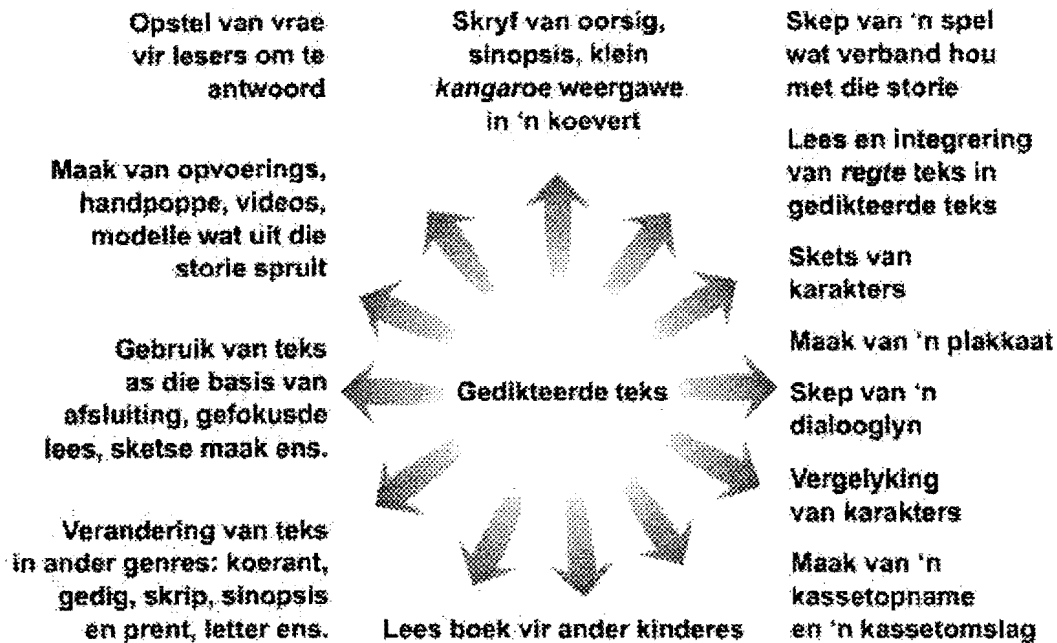 Opstel van vrae
vir lesers om te
antwoord
Skryf van oorsig,
sinopsis, klein
kangaroe weergawe
in 'n koevert
Skep van 'n spel
wat verband hou
met die storie
Maak van opvoerings,
handpoppe, videos,
modelle wat uit die
storie spruit
Lees en integrering
van regte teks in
gedikteerde teks
Skets van
karakters
Maak van 'n plakkaat
Gebruik van teks
as die basis van
afsluiting, gefokusde
lees, sketse maak ens.
Gedikteerde teks
Skep van 'n
dialooglyn
Vergelyking
van karakters
Verandering van teks
in ander genres: koerant,
gedig, skrip, sinopsis
en prent, letter ens.
Lees boek vir ander kinderes
Maak van 'n
kassetopname
en 'n kassetomslag